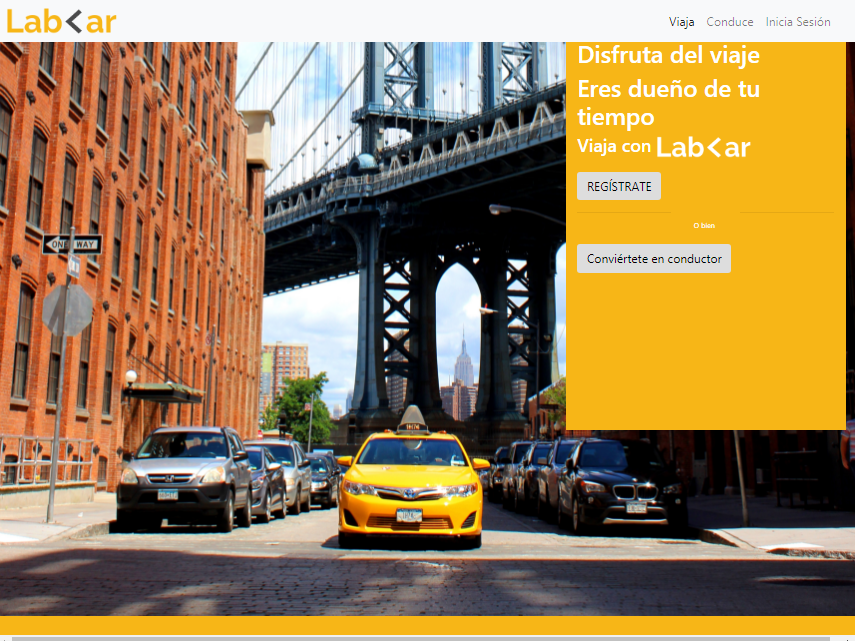 Lab<ar
Viaja Conduce Inicia Sesión
Disfruta del viaje
Eres dueño de tu
tiempo
Viaja con Lab<ar
REGÍSTRATE
O bien
Conviértete en conductor
ONE WAY